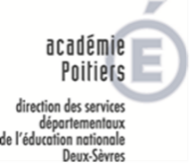 académie
Poitiers
É
direction des services
départementaux
de l'éducation nationale
Deux-Sèvres